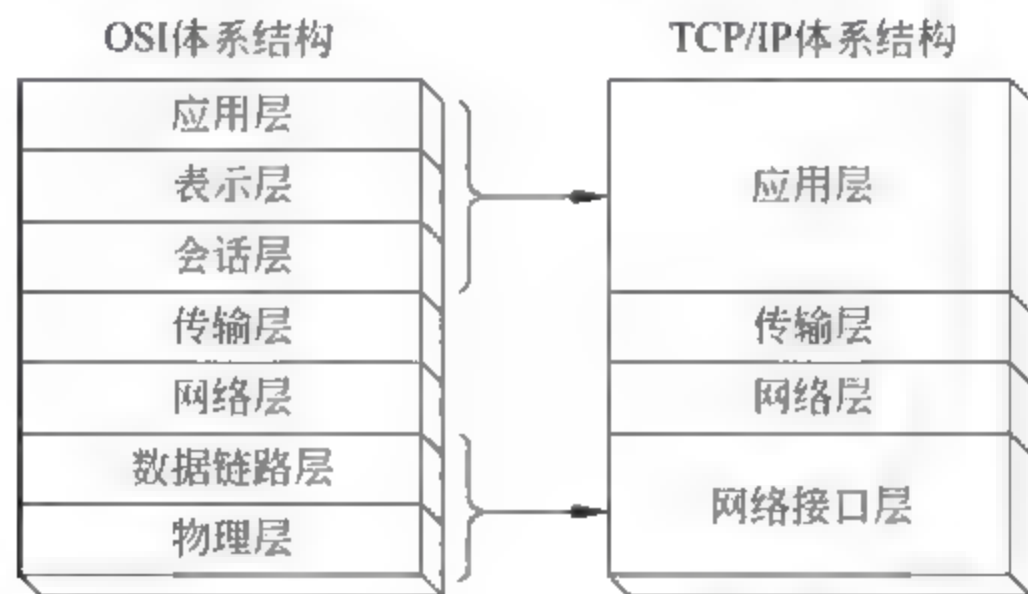 OSI体系结构
应用层
表示层
会话层
传输层
网络层
数据链路层
物理层
TCP/IP体系结构
应用层
传输层
网络层
网络接口层